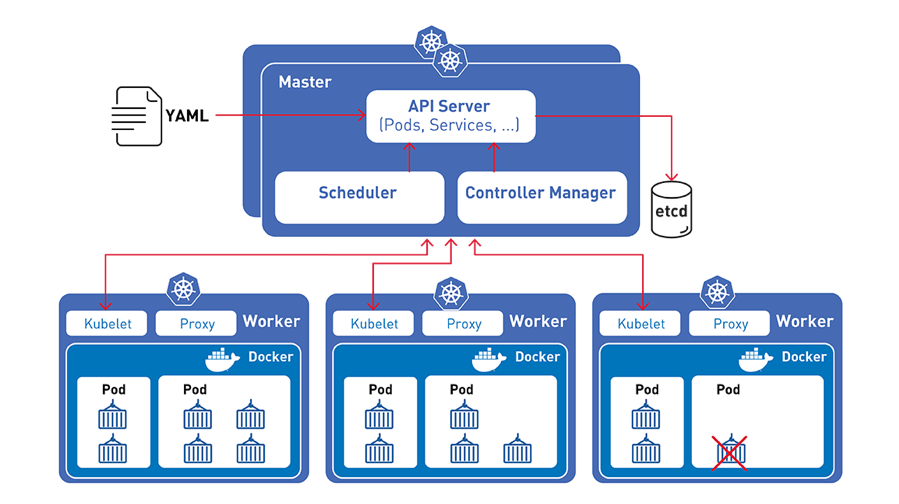 Master
API Server
(Pods, Services, ...)
YAML
Scheduler
Controller Manager
etcd
Kubelet
Proxy
Worker
Docker
Pod
Pod
Kubelet
Proxy
Worker
Docker
Pod
Pod
Kubelet
Proxy
Worker
Docker
Pod
Pod